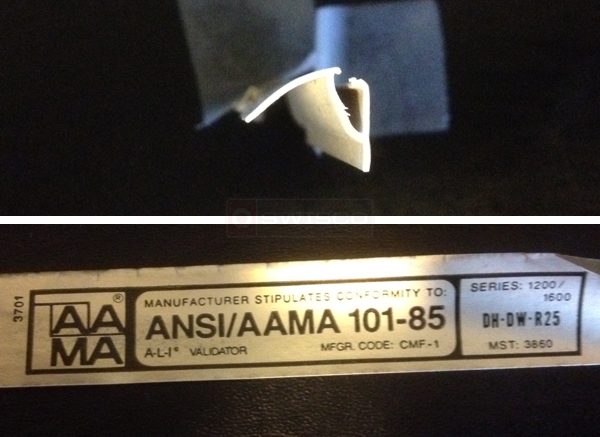 3701
AA
MA
®
MANUFACTURER STIPULATES CONFORMITY TO:
ANSI/AAMA 101-85
A-L-I® VALIDATOR
MFGR. CODE: CMF-1
SERIES: 1200/
1600
DH-DW-R25
MST: 3860